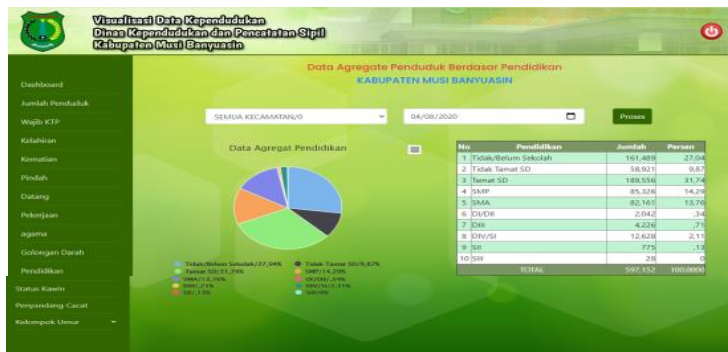 Visualisasi Data Kependudukan
Dinas Kependudukan dan Pencatatan Sipil
Kabupaten Musi Banyuasin
Data Agregate Penduduk Berdasar Pendidikan
KABUPATEN MUSI BANYUASIN
Dashboard
Jumlah Penduduk
Wajib KTP
Kelahiran
Kematian
Pindah
Datang
Pekerjaan
agama
Golongan Darah
Pendidikan
Status Kawin
Penyandang Cacat
Kelompok Umur
SEMUA KECAMATAN/0
04/08/2020
Proses
Data Agregat Pendidikan
Tidak/Belum Sekolah/27,04%
Tidak Tamat SD/9,87%
Tamat SD/31,74%
SMP/14,29%
SMA/13,76%
DI/DII/,34%
DIII/,71%
DIV/SI/2,11%
SII/,13%
SIII/0%
No Pendidikan Jumlah Persen
1 Tidak/Belum Sekolah 161,489 27,04
2 Tidak Tamat SD 58,921 9,87
3 Tamat SD 189,556 31,74
4 SMP 85,326 14,29
5 SMA 82,161 13,76
6 DI/DII 2,042 ,34
7 DIII 4,226 ,71
8 DIV/SI 12,628 2,11
9 SII 775 ,13
10 SIII 28 0
TOTAL 597,152 100,0000